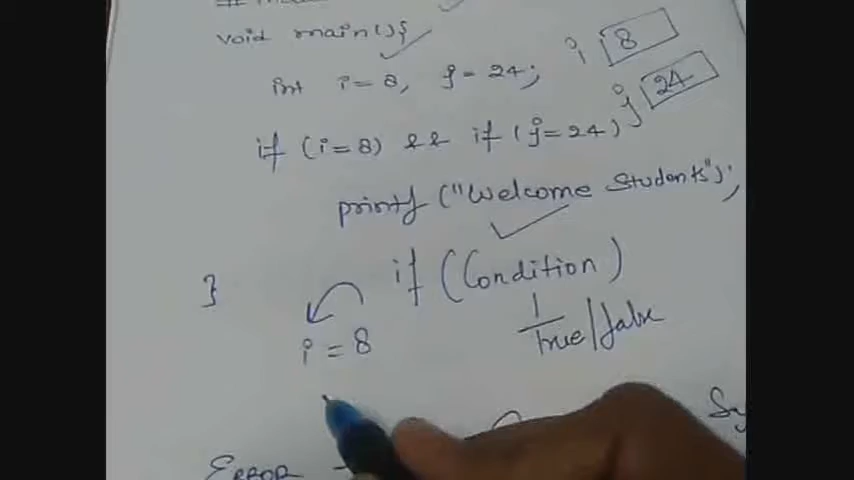 void main(){
int i=8, j=24; i 8
j 24
if (i=8) && if (j=24)
printf ("Welcome Students");
if (Condition)
}
1
True/false
i = 8
ERROR